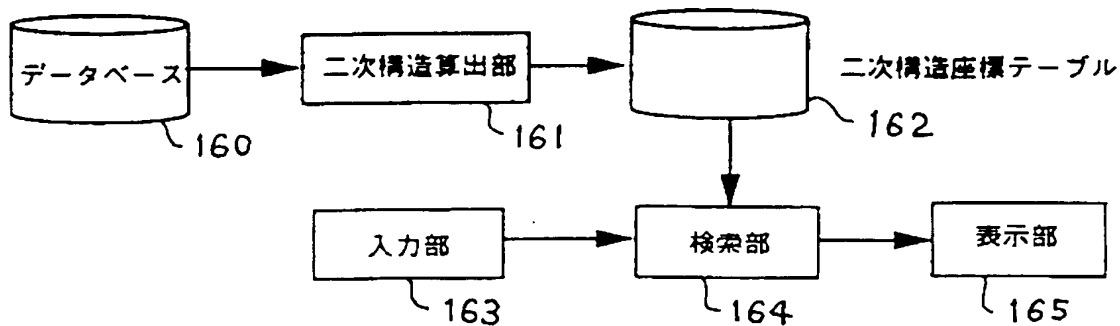 データベース
二次構造算出部
二次構造座標テーブル
160
161
162
入力部
検索部
表示部
163
164
165